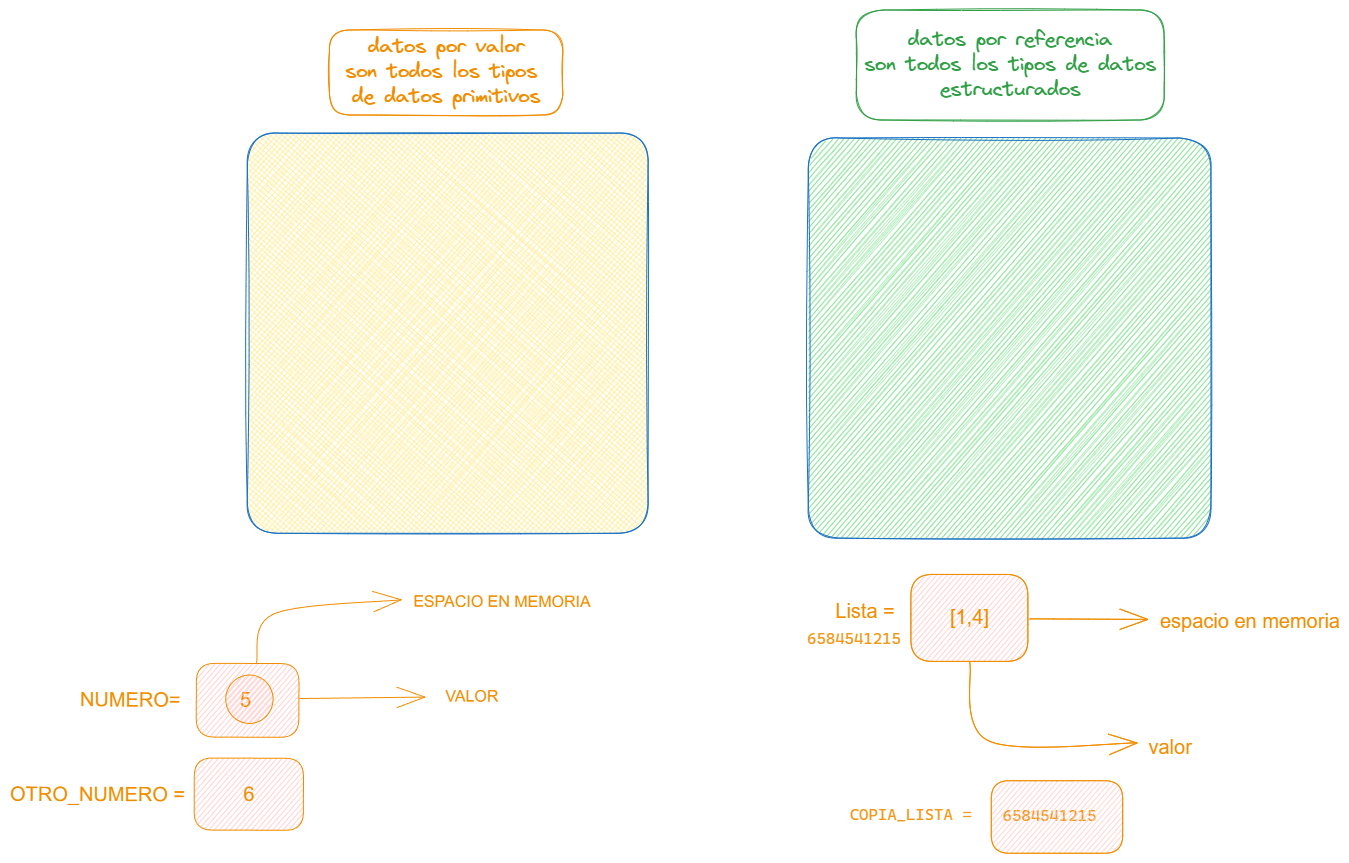 datos por valor
son todos los tipos
de datos primitivos
datos por referencia
son todos los tipos de datos
estructurados
ESPACIO EN MEMORIA
NUMERO=
5
VALOR
OTRO_NUMERO =
6
Lista =
6584541215
[1,4]
espacio en memoria
valor
COPIA_LISTA =
6584541215